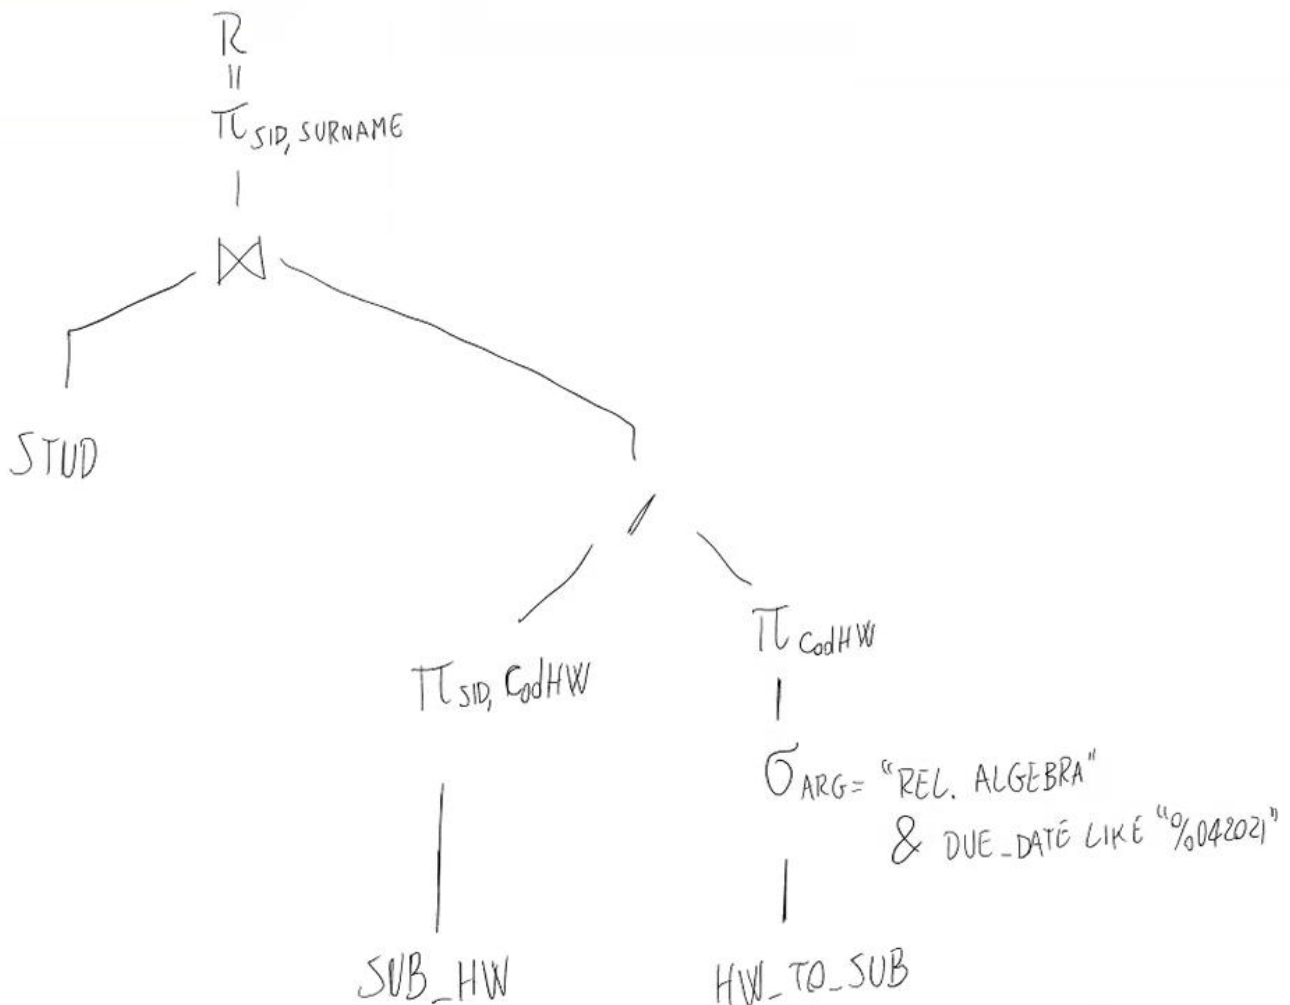 R
=
π SID, SURNAME
⋈
STUD
/
π CodHW
π SID, CodHW
σ ARG= "REL. ALGEBRA"
& DUE_DATE LIKE "%042021"
SUB_HW
HW_TO_SUB